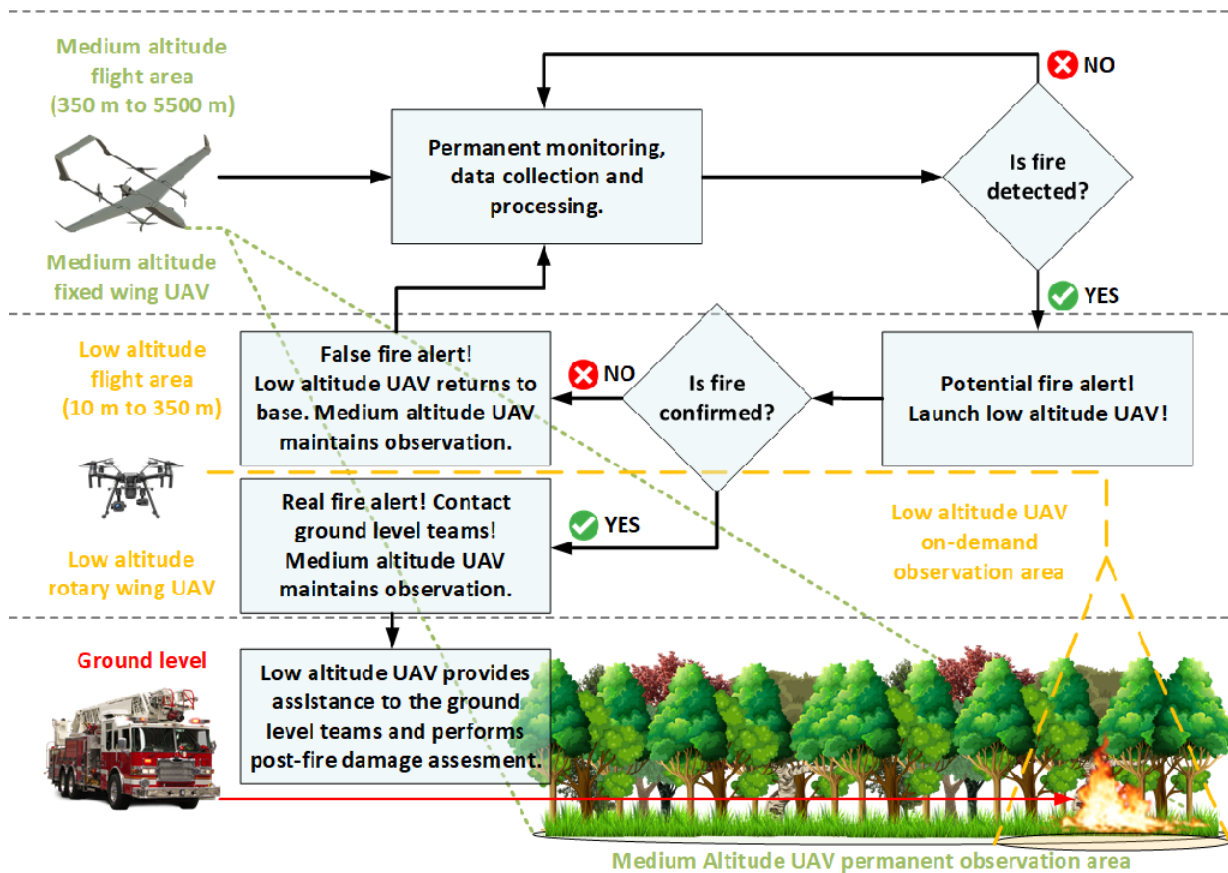 Medium altitude
flight area
(350 m to 5500 m)
NO
Permanent monitoring,
data collection and
processing.
Is fire
detected?
Medium altitude
fixed wing UAV
YES
Low altitude
flight area
(10 m to 350 m)
False fire alert!
Low altitude UAV returns to
base. Medium altitude UAV
maintains observation.
NO
Is fire
confirmed?
Potential fire alert!
Launch low altitude UAV!
Real fire alert! Contact
ground level teams!
Medium altitude UAV
maintains observation.
YES
Low altitude UAV
on-demand
observation area
Low altitude
rotary wing UAV
Ground level
Low altitude UAV provides
assistance to the ground
level teams and performs
post-fire damage assesment.
Medium Altitude UAV permanent observation area